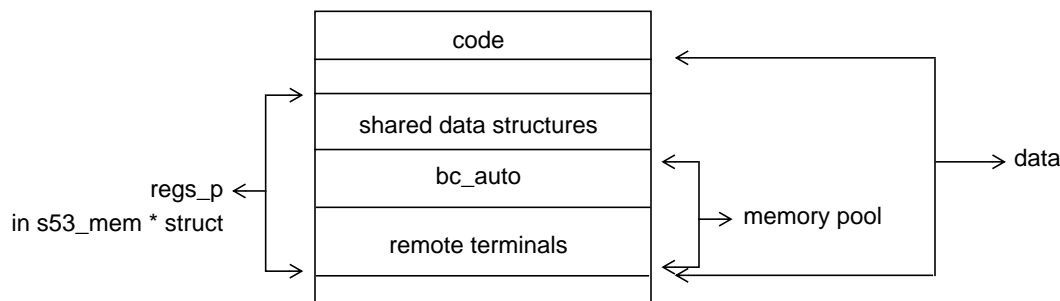 code
shared data structures
data
bc_auto
regs_p
in s53_mem * struct
memory pool
remote terminals